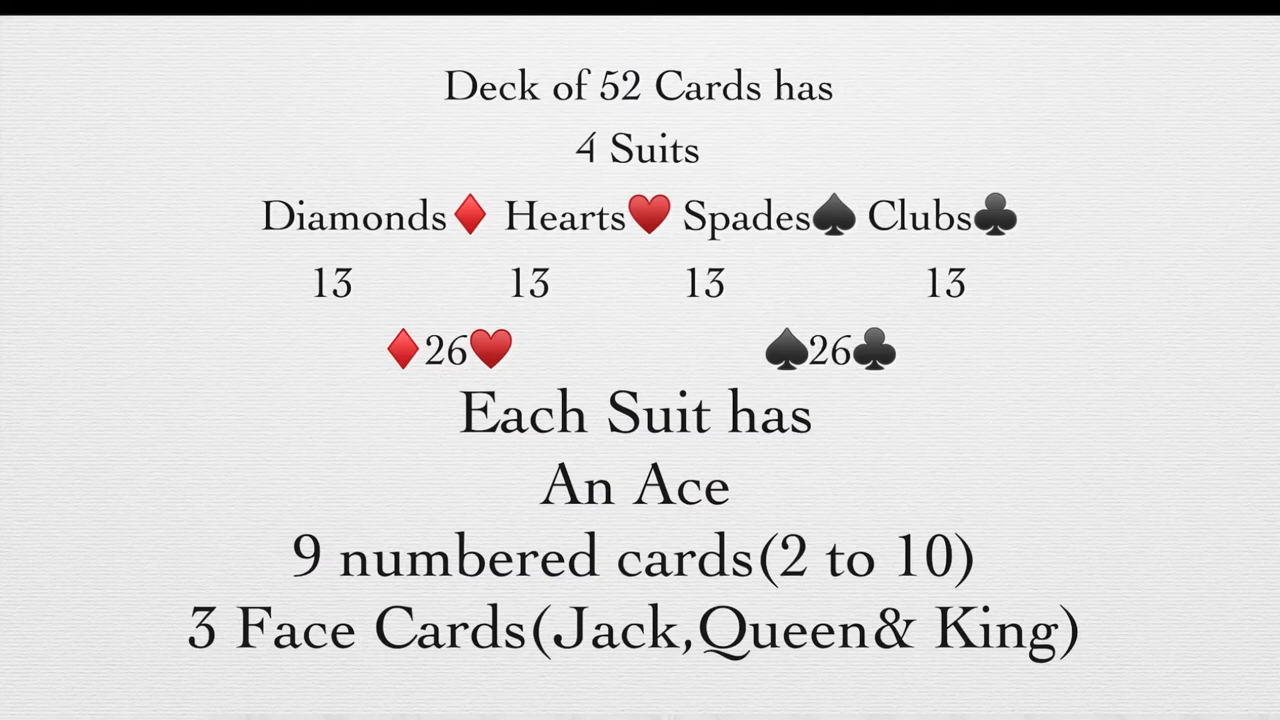 Deck of 52 Cards has
4 Suits
Diamonds♦ Hearts♥ Spades♠ Clubs♣
13 13 13 13
♦26♥ ♠26♣
Each Suit has
An Ace
9 numbered cards(2 to 10)
3 Face Cards(Jack,Queen& King)